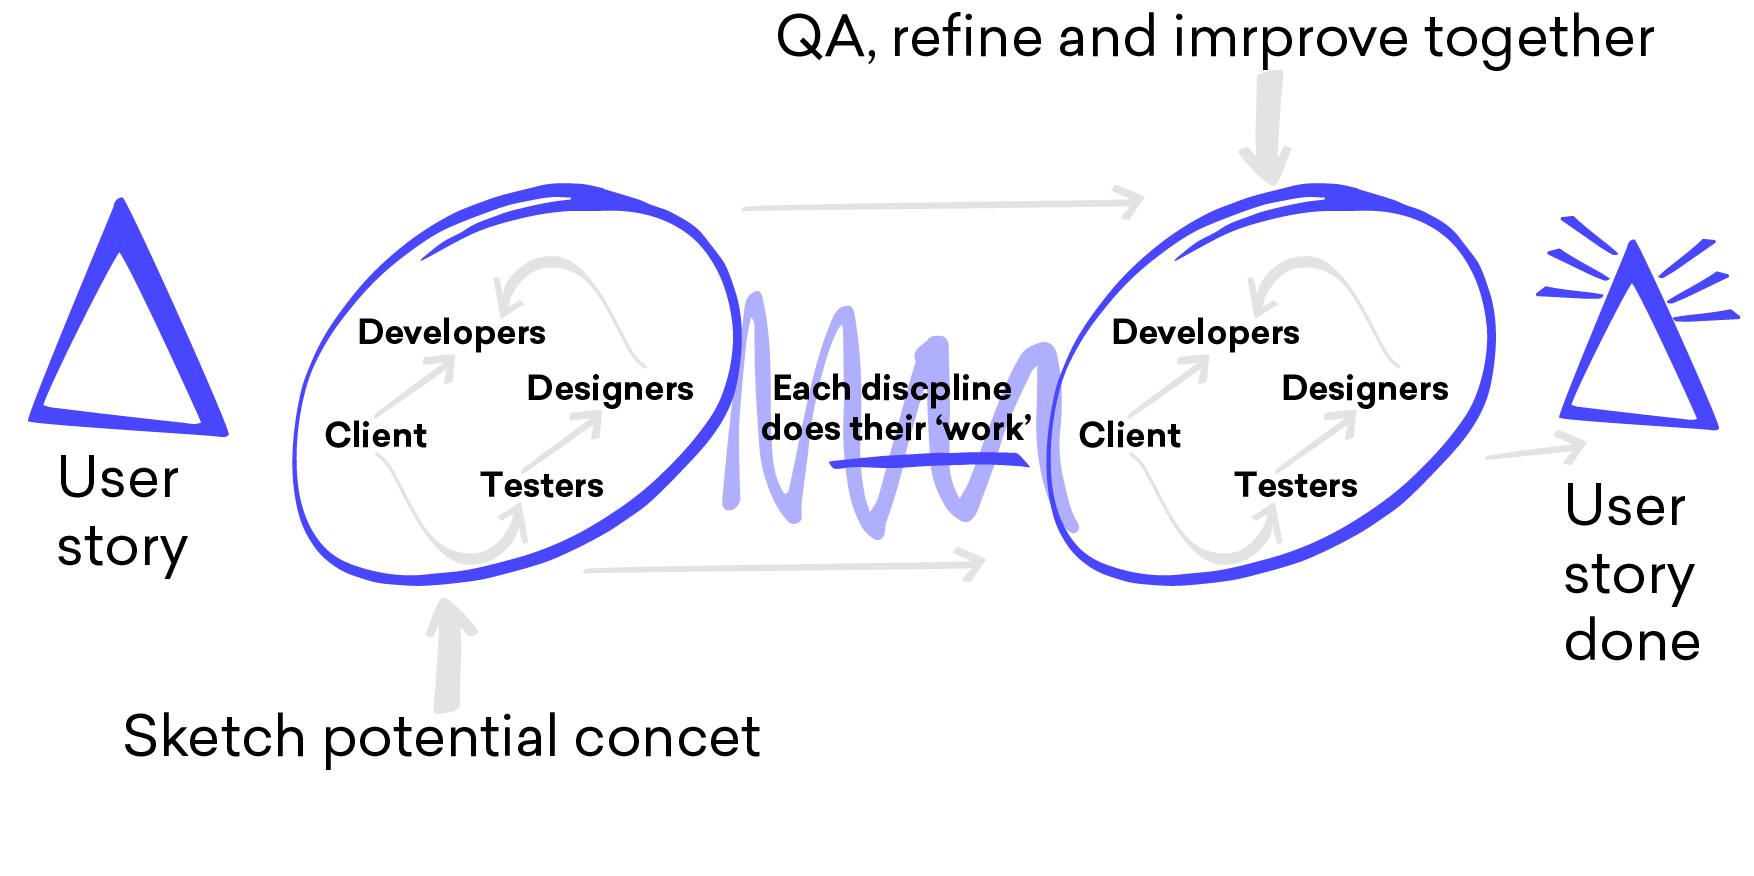 QA, refine and imrprove together
User
story
Developers
Designers
Client
Testers
Sketch potential concet
Each discpline
does their ‘work’
Developers
Designers
Client
Testers
User
story
done